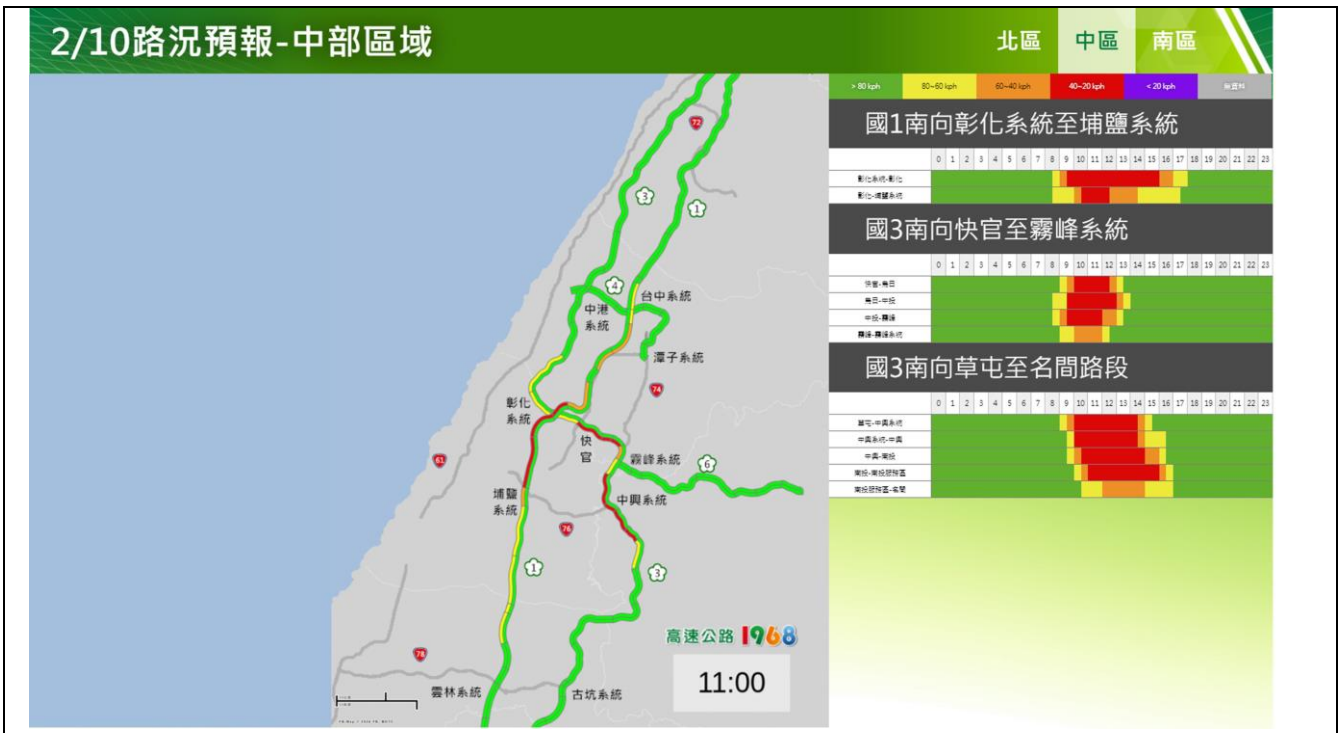 2/10路況預報-中部區域
北區 中區 南區
> 80 kph 80~60 kph 60~40 kph 40~20 kph < 20 kph 無資料
72
3
1
4
台中系統
中港
系統
潭子系統
74
彰化
系統
快
官
61
霧峰系統
6
埔鹽
系統
中興系統
76
1
3
高速公路1968
78
11:00
雲林系統
古坑系統
國1南向彰化系統至埔鹽系統
0 1 2 3 4 5 6 7 8 9 10 11 12 13 14 15 16 17 18 19 20 21 22 23
彰化系統-彰化
彰化-埔鹽系統
國3南向快官至霧峰系統
0 1 2 3 4 5 6 7 8 9 10 11 12 13 14 15 16 17 18 19 20 21 22 23
快官-烏日
烏日-中投
中投-霧峰
霧峰-霧峰系統
國3南向草屯至名間路段
0 1 2 3 4 5 6 7 8 9 10 11 12 13 14 15 16 17 18 19 20 21 22 23
草屯-中興系統
中興系統-中興
中興-南投
南投-南投服務區
南投服務區-名間